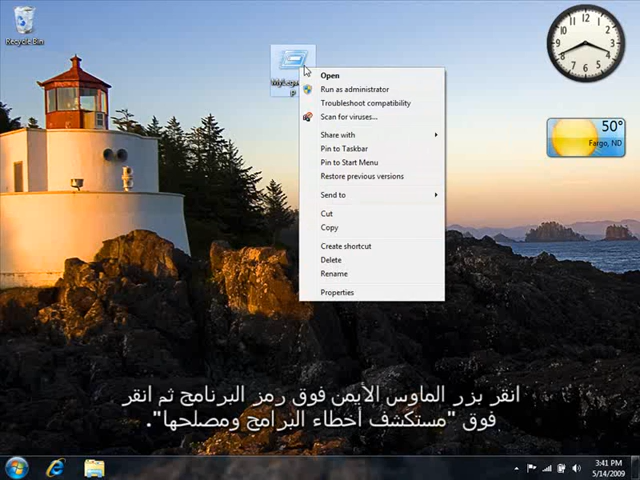 Recycle Bin
Open
Run as administrator
Troubleshoot compatibility
Scan for viruses...
Share with
Pin to Taskbar
Pin to Start Menu
Restore previous versions
Send to
Cut
Copy
Create shortcut
Delete
Rename
Properties
50°
Fargo, ND
انقر بزر الماوس الأيمن فوق رمز البرنامج ثم انقر
فوق "مستكشف أخطاء البرامج ومصلحها".
3:41 PM
5/14/2009